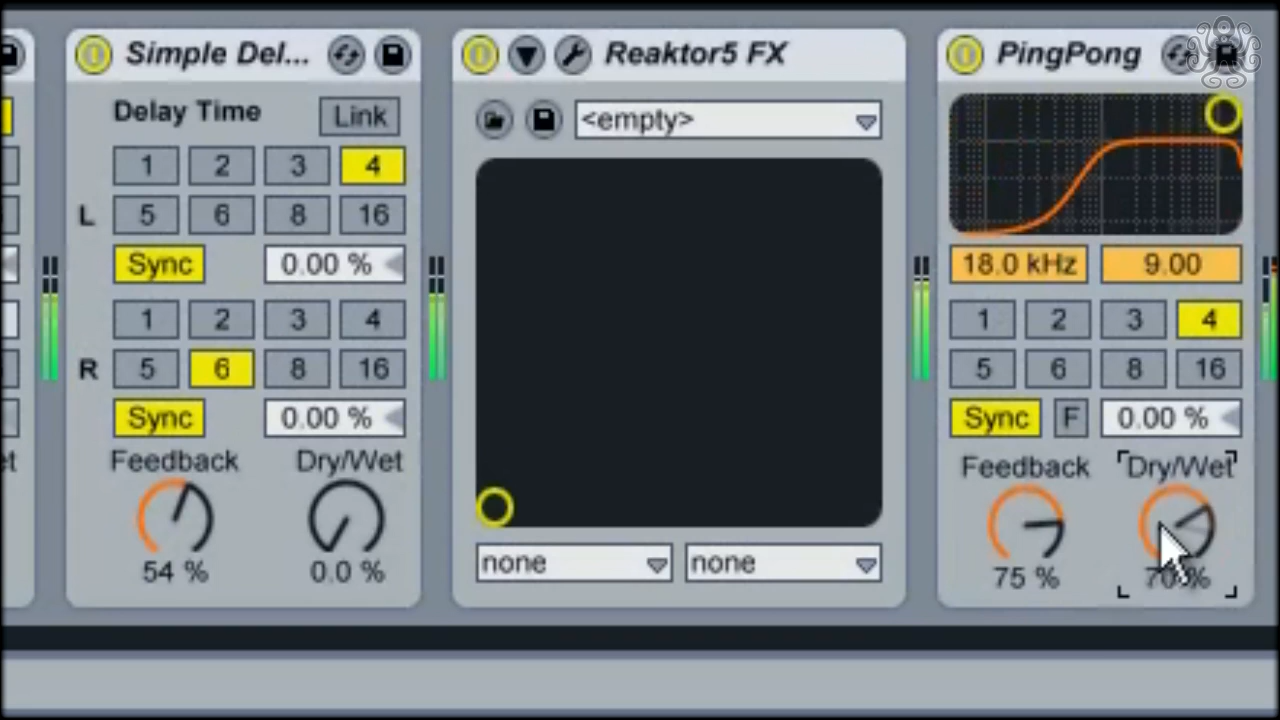 Simple Del...
Delay Time
Link
1 2 3 4
L
5 6 8 16
Sync
0.00 %
1 2 3 4
R
5 6 8 16
Sync
0.00 %
Feedback
Dry/Wet
54 %
0.0 %
et
Reaktor5 FX
<empty>
none
none
PingPong
18.0 kHz
9.00
1 2 3 4
5 6 8 16
Sync
F
0.00 %
Feedback
Dry/Wet
75 %
70 %